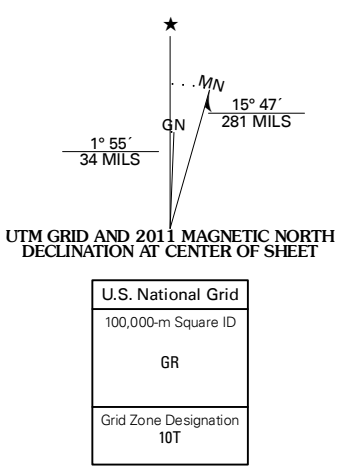 ★
MN
15° 47´
281 MILS
GN
1° 55´
34 MILS
UTM GRID AND 2011 MAGNETIC NORTH
DECLINATION AT CENTER OF SHEET
U.S. National Grid
100,000-m Square ID
GR
Grid Zone Designation
10T